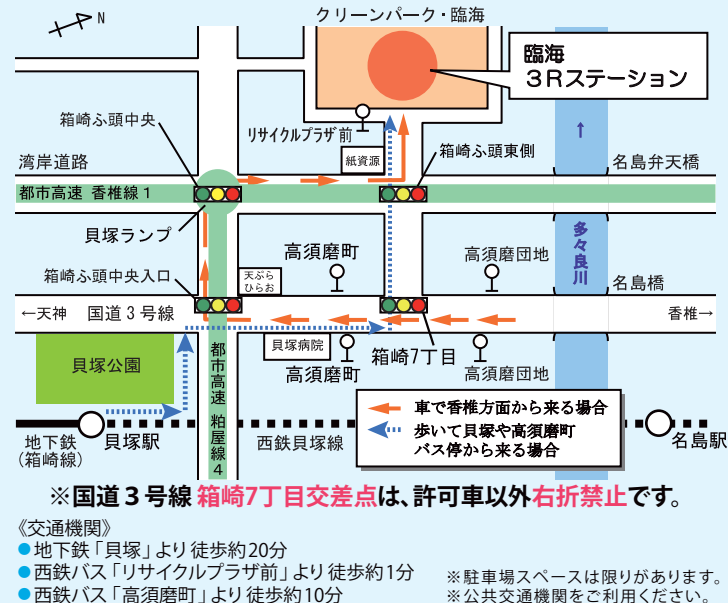 N
クリーンパーク・臨海
臨海
3Rステーション
箱崎ふ頭中央
リサイクルプラザ前
紙資源
箱崎ふ頭東側
湾岸道路
名島弁天橋
都市高速 香椎線1
貝塚ランプ
多々良川
高須磨町
高須磨団地
箱崎ふ頭中央入口
天ぷら
ひらお
名島橋
←天神 国道3号線
香椎→
貝塚病院
箱崎7丁目
貝塚公園
高須磨町
高須磨団地
都市高速 粕屋線4
車で香椎方面から来る場合
歩いて貝塚や高須磨町
バス停から来る場合
地下鉄
(箱崎線)
貝塚駅
西鉄貝塚線
名島駅
※国道3号線 箱崎7丁目交差点は、許可車以外右折禁止です。
《交通機関》
●地下鉄「貝塚」より徒歩約20分
●西鉄バス「リサイクルプラザ前」より徒歩約1分
●西鉄バス「高須磨町」より徒歩約10分
※駐車場スペースは限りがあります。
※公共交通機関をご利用ください。